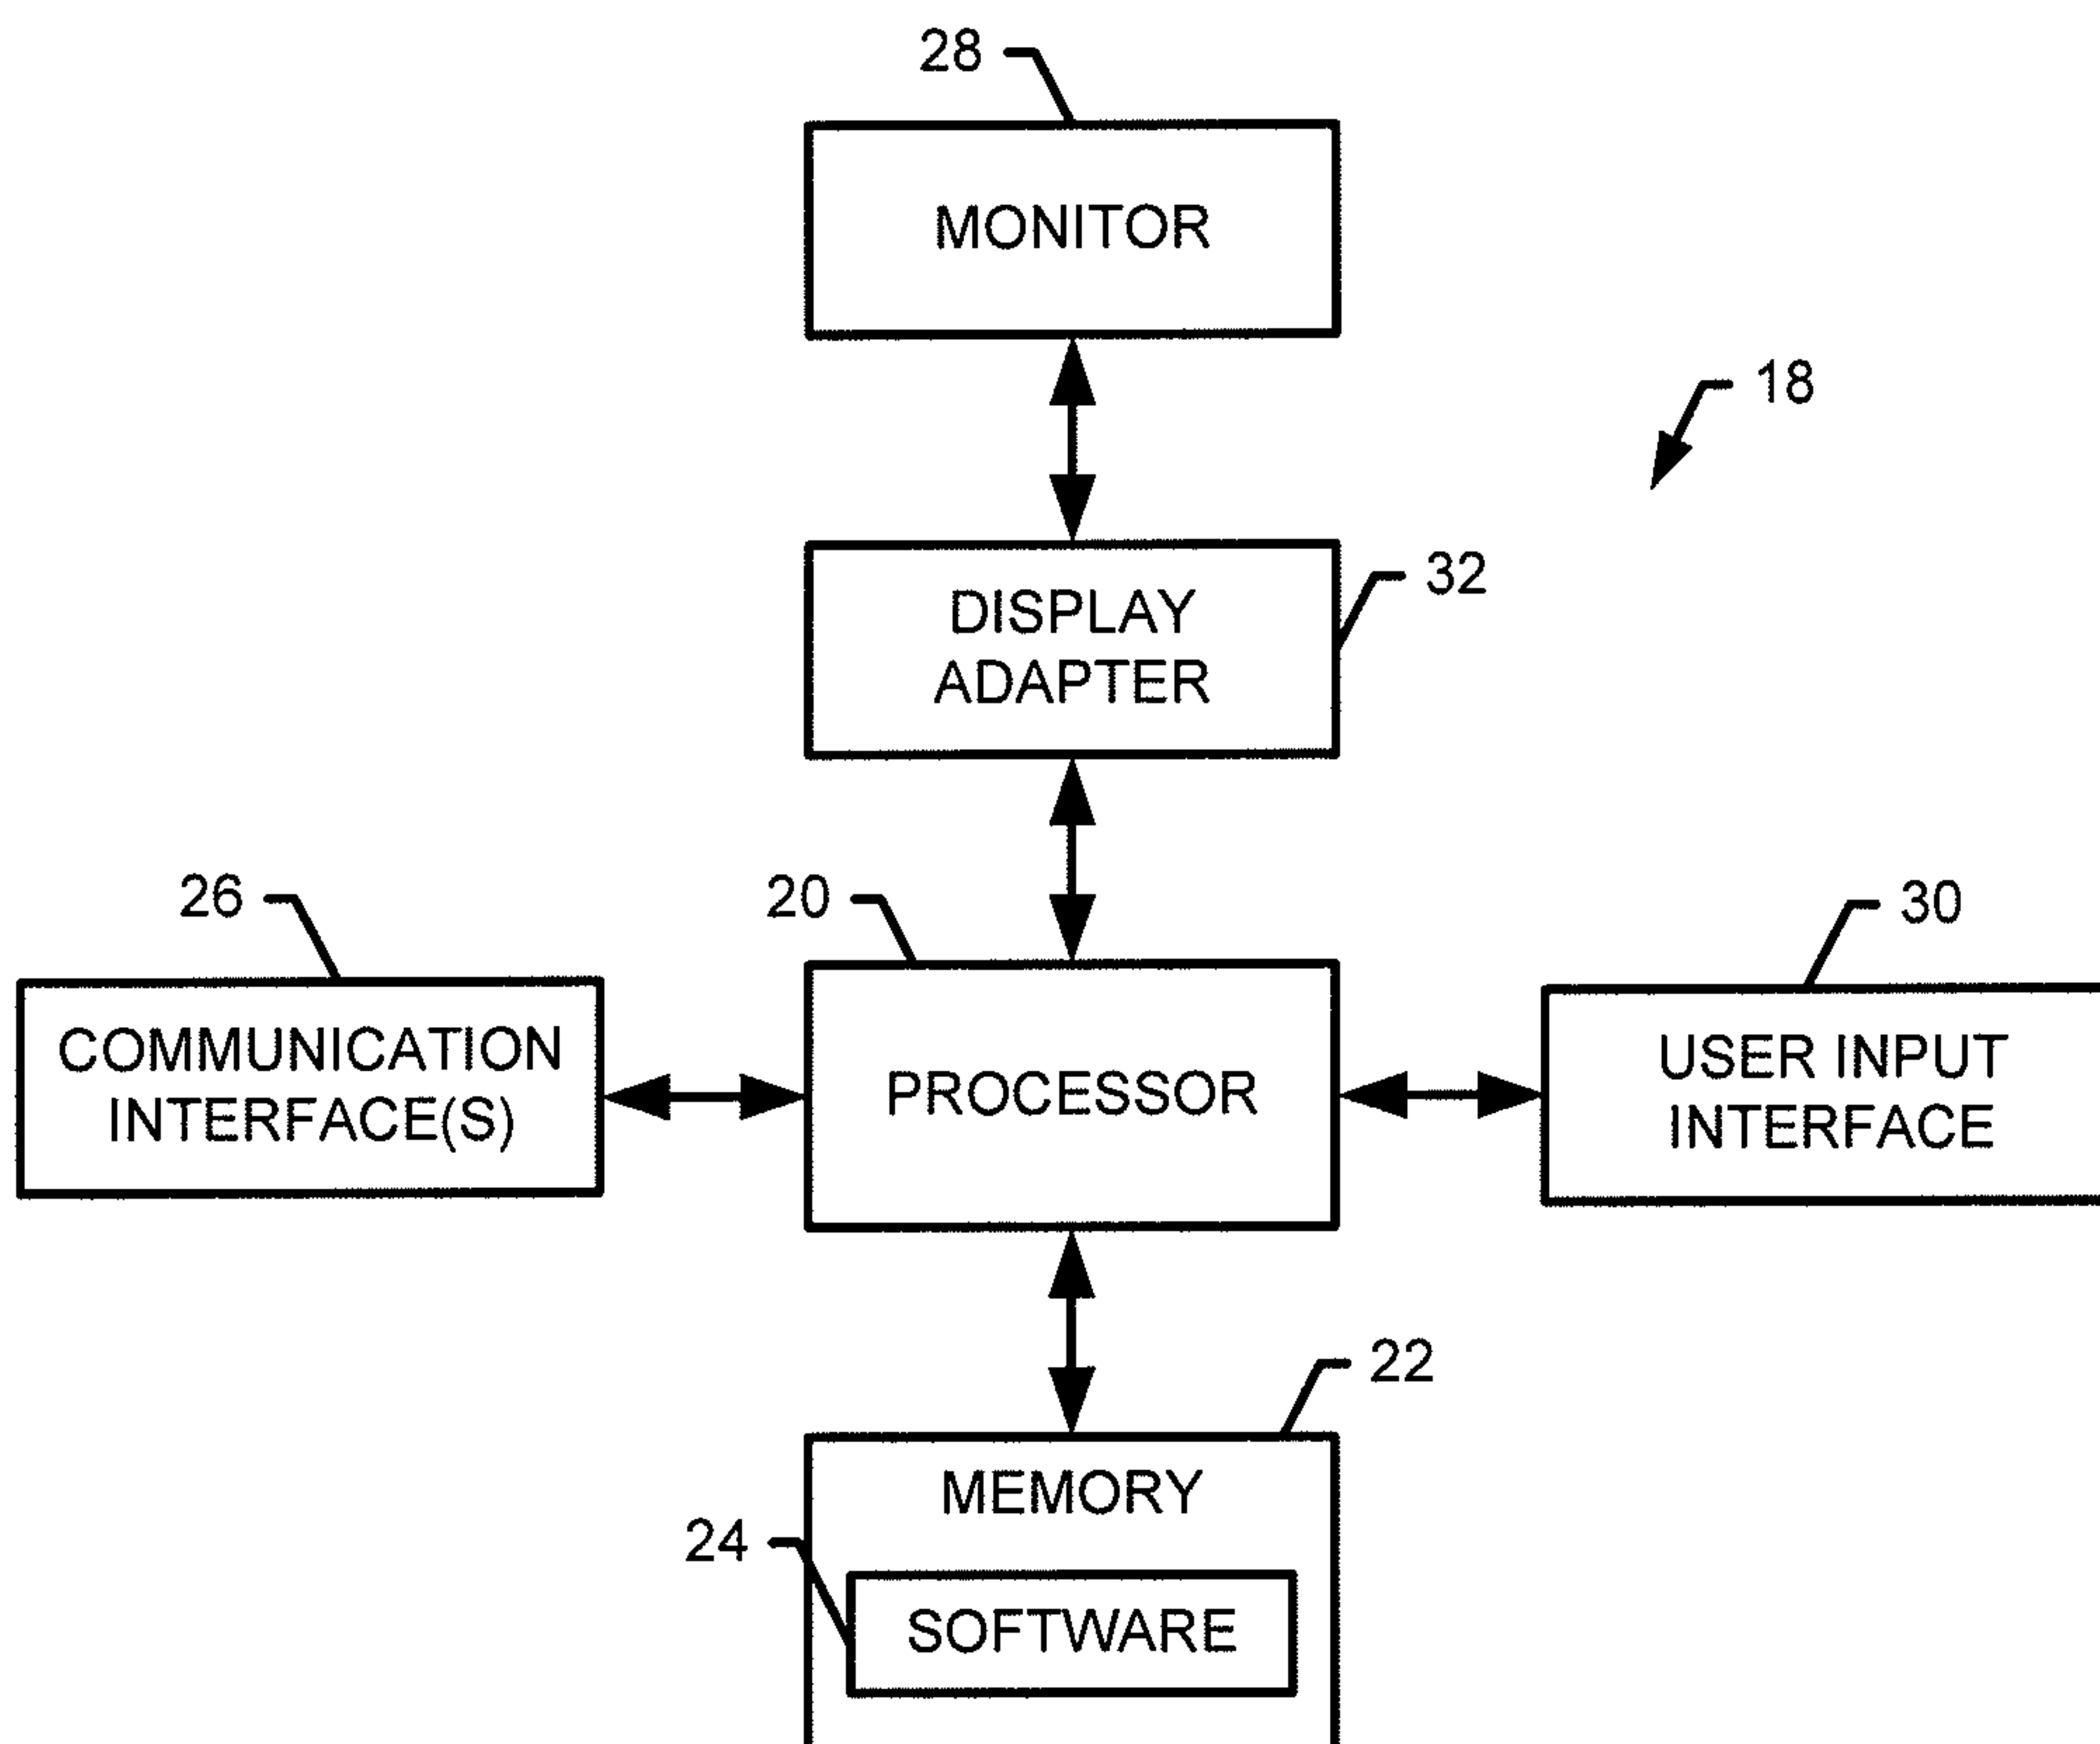 28
MONITOR
18
32
DISPLAY
ADAPTER
26
20
30
COMMUNICATION
INTERFACE(S)
PROCESSOR
USER INPUT
INTERFACE
22
MEMORY
24
SOFTWARE